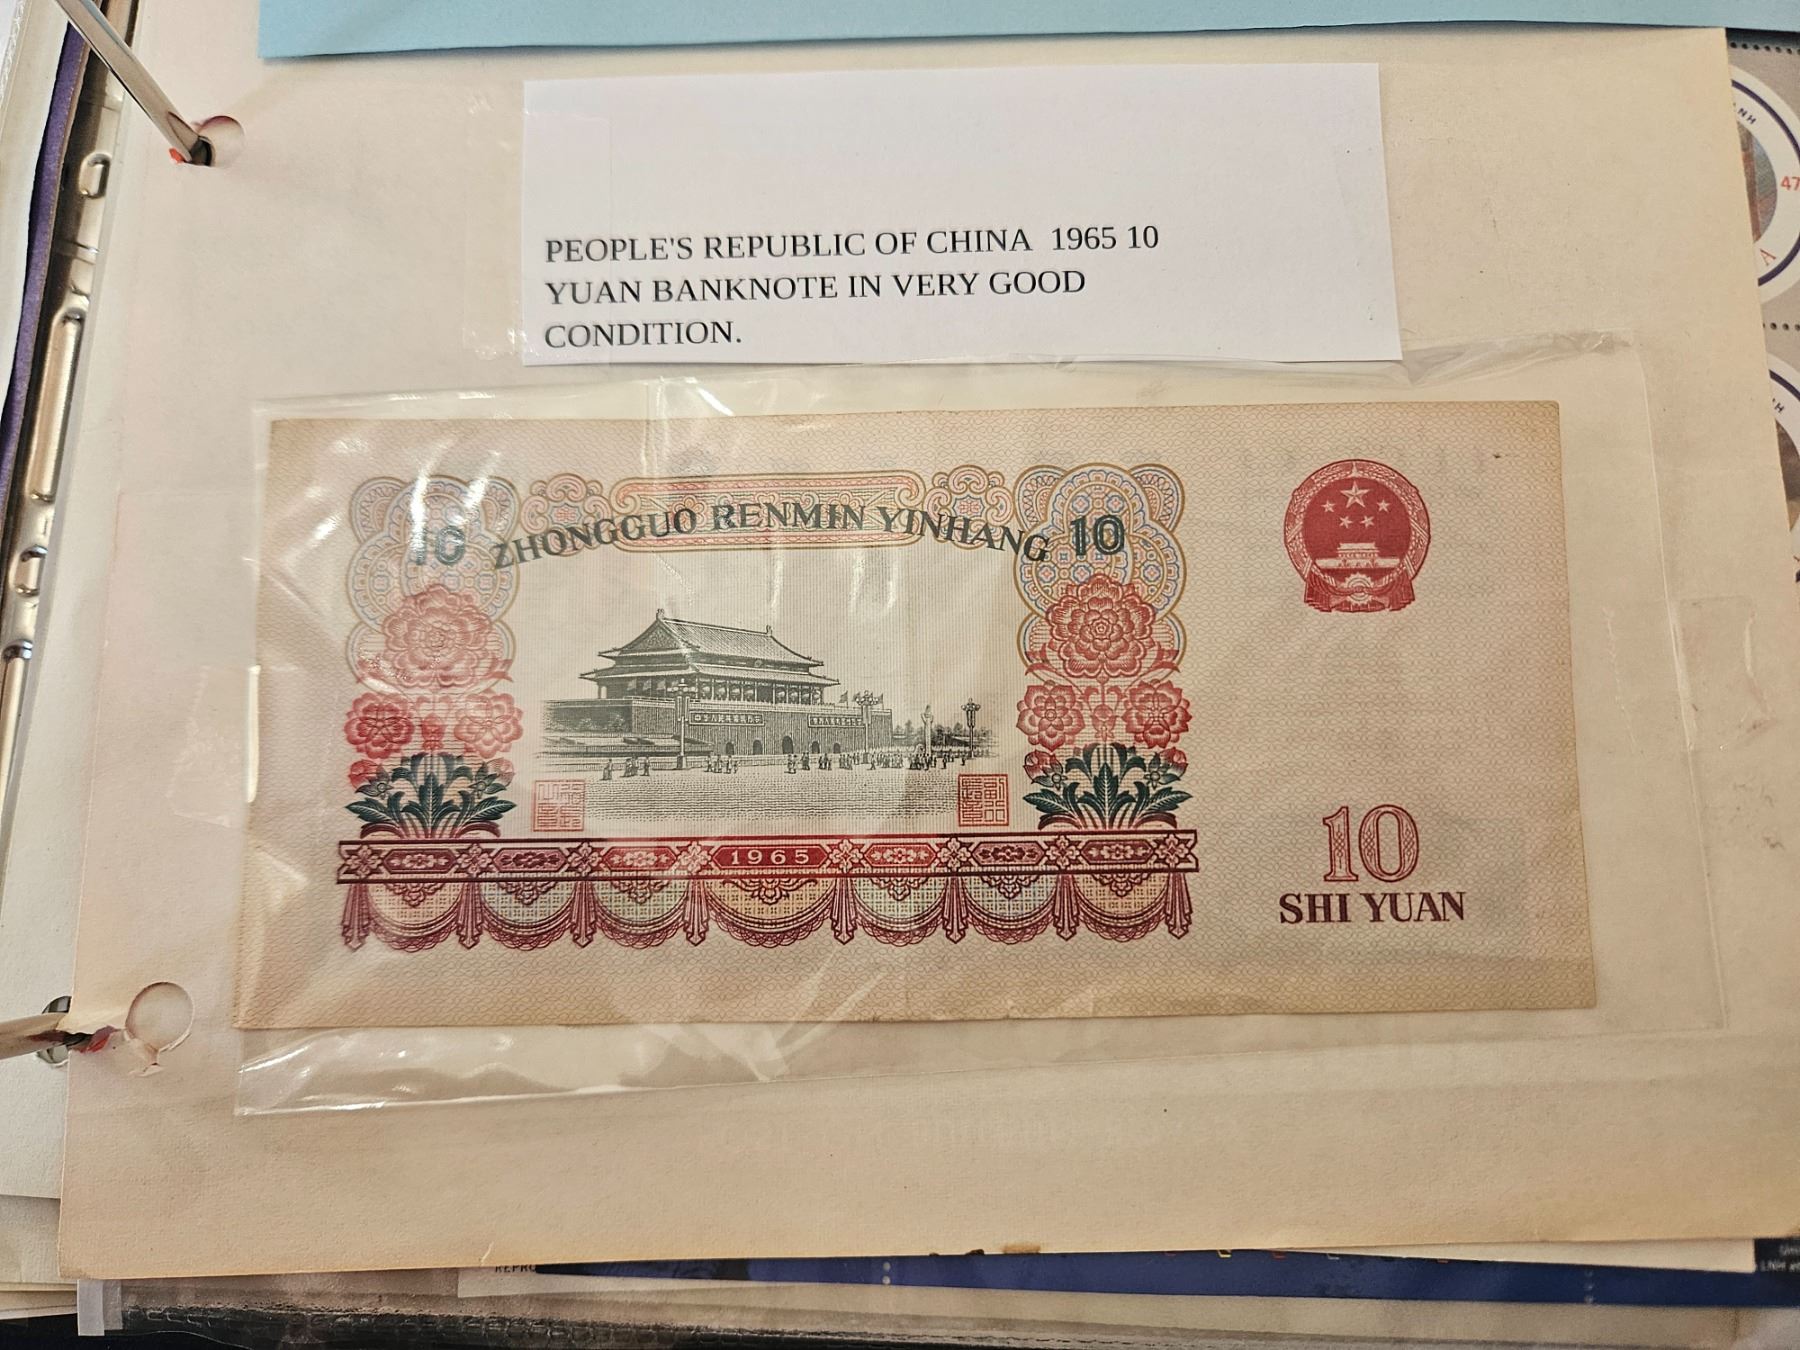 PEOPLE'S REPUBLIC OF CHINA 1965 10
YUAN BANKNOTE IN VERY GOOD
CONDITION.
10 ZHONGGUO RENMIN YINHANG 10
1965
10
SHI YUAN
47
A